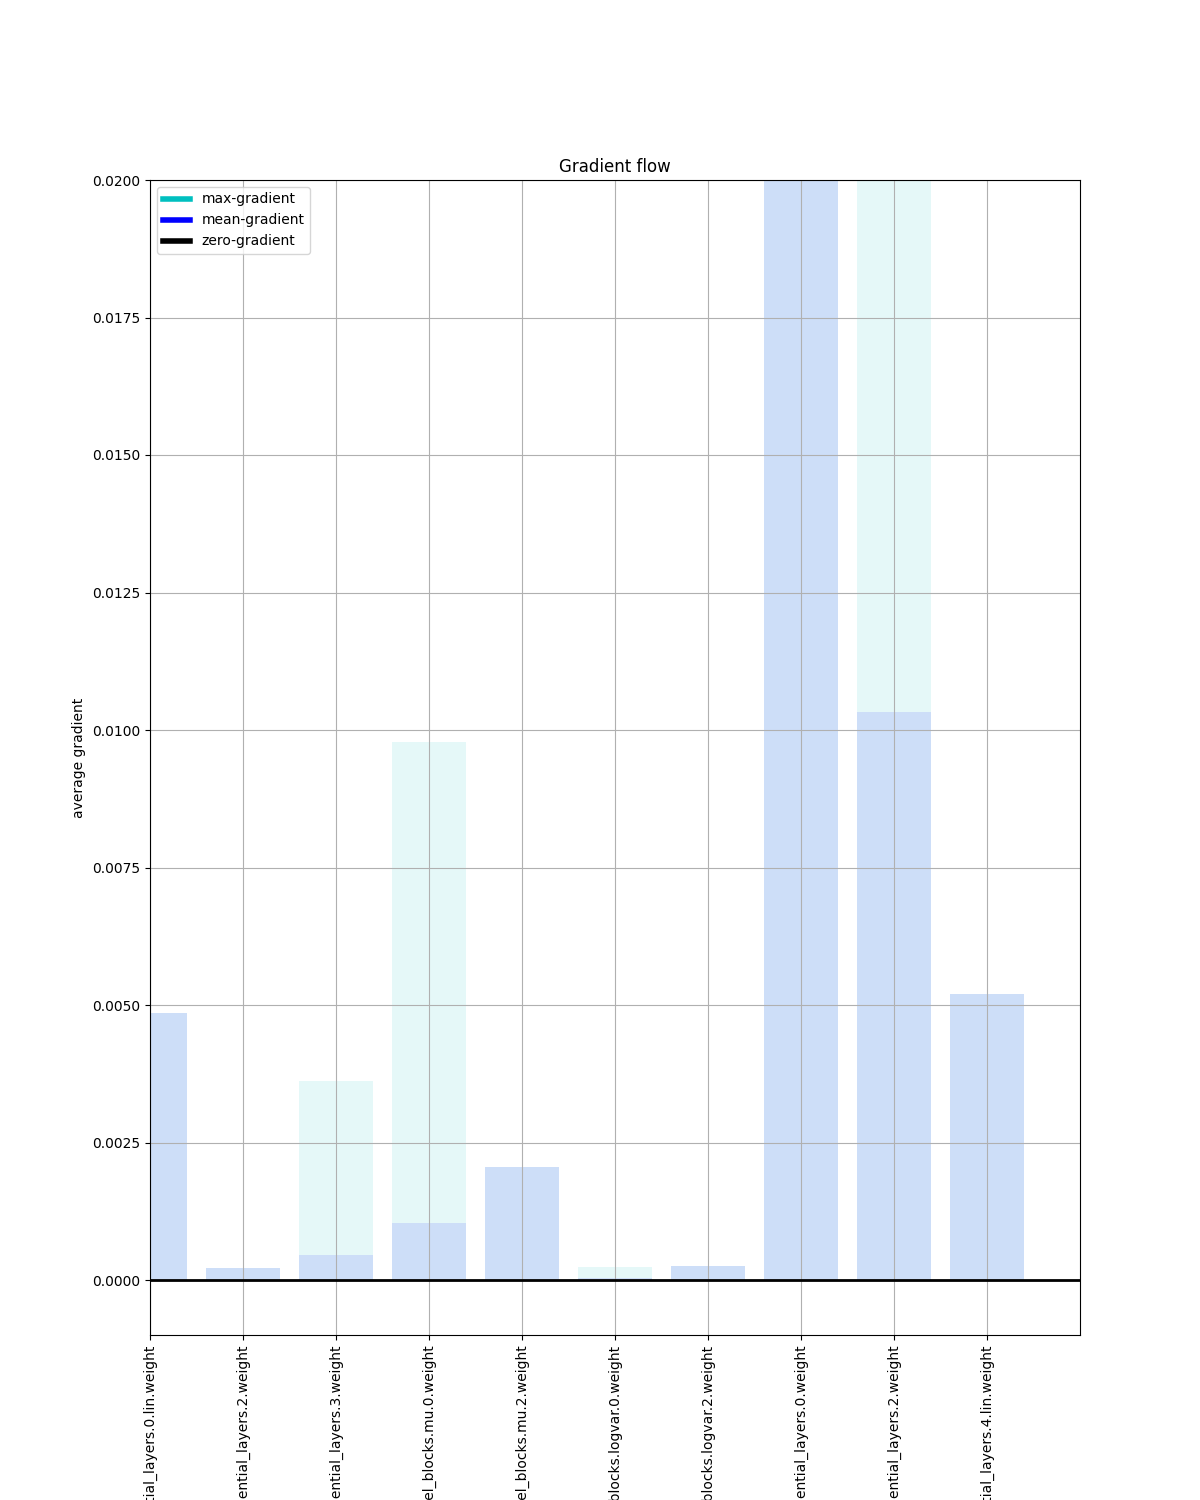 Gradient flow
max-gradient
mean-gradient
zero-gradient
average gradient
0.0200
0.0175
0.0150
0.0125
0.0100
0.0075
0.0050
0.0025
0.0000
tial_layers.0.lin.weight
ential_layers.2.weight
ential_layers.3.weight
el_blocks.mu.0.weight
el_blocks.mu.2.weight
blocks.logvar.0.weight
blocks.logvar.2.weight
ential_layers.0.weight
ential_layers.2.weight
tial_layers.4.lin.weight